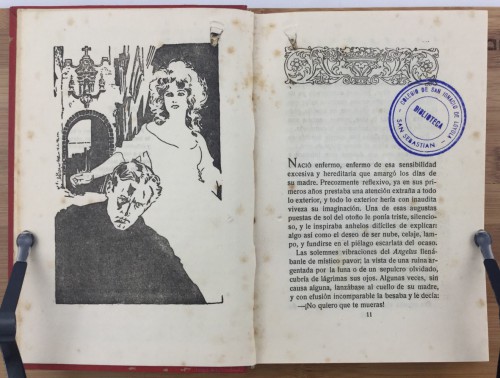 COLEGIO DE SAN IGNACIO DE LOYOLA
BIBLIOTECA
SAN SEBASTIAN
NACIÓ enfermo, enfermo de esa sensibilidad
excesiva y hereditaria que amargó los días de
su madre. Precozmente reflexivo, ya en sus pri-
meros años prestaba una atención extraña a todo
lo exterior, y todo lo exterior hería con inaudita
viveza su imaginación. Una de esas augustas
puestas de sol del otoño le ponía triste, silencio-
so, y le inspiraba anhelos difíciles de explicar:
algo así como el deseo de ser nube, celaje, lam-
po, y fundirse en el piélago escarlata del ocaso.
Las solemnes vibraciones del Angelus llená-
banle de místico pavor; la vista de una ruina ar-
gentada por la luna o de un sepulcro olvidado,
cubría de lágrimas sus ojos. Algunas veces, sin
causa alguna, lanzábase al cuello de su madre,
y con efusión incomparable la besaba y le decía:
—¡No quiero que te mueras!
11